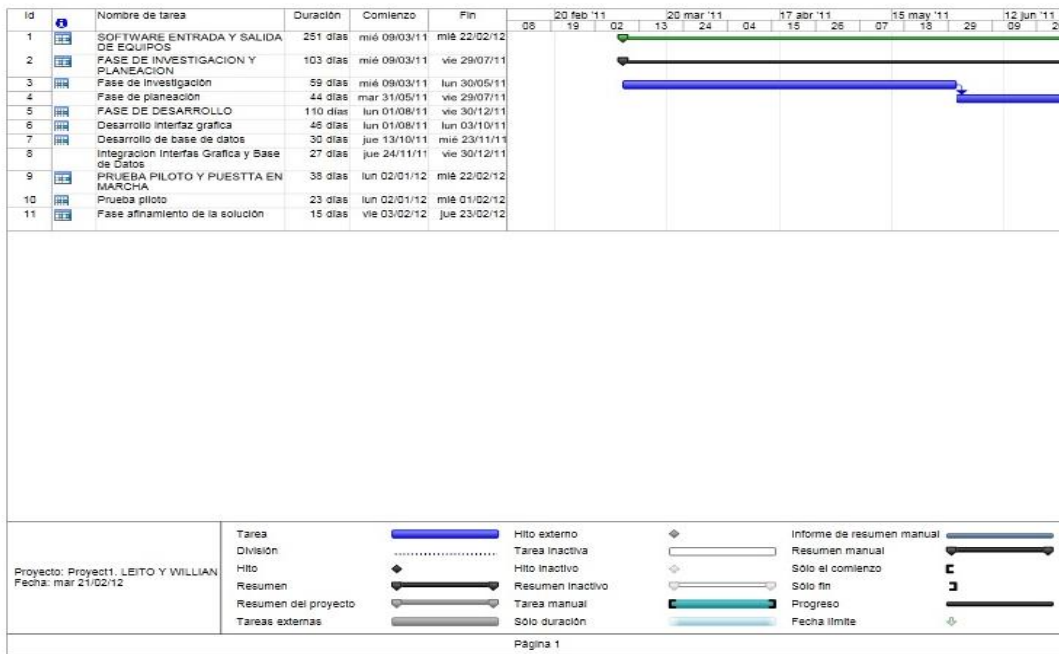 Id Nombre de tarea Duración Comienzo Fin
20 feb '11 20 mar '11 17 abr '11 15 may '11 12 jun '11
08 19 02 13 24 04 15 26 07 18 29 09
1 SOFTWARE ENTRADA Y SALIDA 251 días mié 09/03/11 mié 22/02/12
DE EQUIPOS
2 FASE DE INVESTIGACION Y 103 días mié 09/03/11 vie 29/07/11
PLANEACION
3 Fase de investigación 59 días mié 09/03/11 lun 30/05/11
4 Fase de planeación 44 días mar 31/05/11 vie 29/07/11
5 FASE DE DESARROLLO 110 días lun 01/08/11 vie 30/12/11
6 Desarrollo interfaz grafica 46 días lun 01/08/11 lun 03/10/11
7 Desarrollo de base de datos 30 días jue 13/10/11 mié 23/11/11
8 Integracion Interfas Grafica y Base 27 días jue 24/11/11 vie 30/12/11
de Datos
9 PRUEBA PILOTO Y PUESTTA EN 38 días lun 02/01/12 mié 22/02/12
MARCHA
10 Prueba piloto 23 días lun 02/01/12 mié 01/02/12
11 Fase afinamiento de la solución 15 días vie 03/02/12 jue 23/02/12
Proyecto: Proyect1. LEITO Y WILLIAN
Fecha: mar 21/02/12
Tarea Hito externo Informe de resumen manual
División Tarea inactiva Resumen manual
Hito Hito inactivo Sólo el comienzo
Resumen Resumen inactivo Sólo fin
Resumen del proyecto Tarea manual Progreso
Tareas externas Sólo duración Fecha límite
Página 1